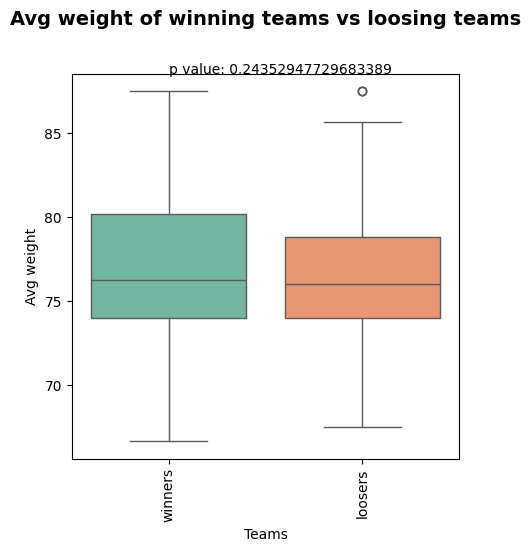 Avg weight of winning teams vs loosing teams
p value: 0.24352947729683389
85
80
75
70
Avg weight
winners
loosers
Teams